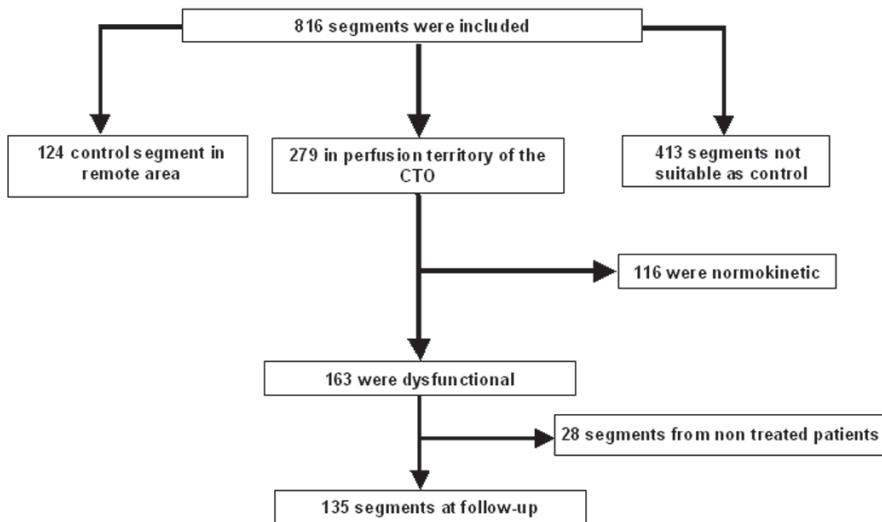 816 segments were included
124 control segment in
remote area
279 in perfusion territory of the
CTO
413 segments not
suitable as control
116 were normokinetic
163 were dysfunctional
28 segments from non treated patients
135 segments at follow-up